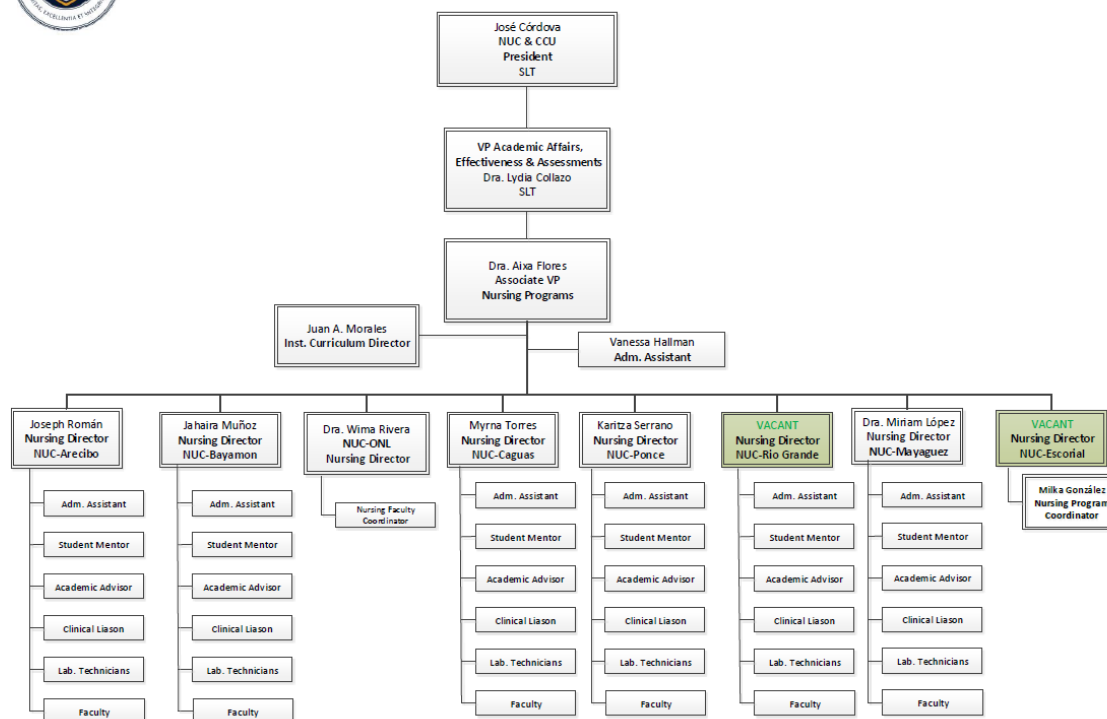 EXCELLENTIA ET
José Córdova
NUC & CCU
President
SLT
VP Academic Affairs,
Effectiveness & Assessments
Dra. Lydia Collazo
SLT
Dra. Aixa Flores
Associate VP
Nursing Programs
Juan A. Morales
Inst. Curriculum Director
Vanessa Hallman
Adm. Assistant
Joseph Román
Nursing Director
NUC-Arecibo
Adm. Assistant
Student Mentor
Academic Advisor
Clinical Liason
Lab. Technicians
Faculty
Jahaira Muñoz
Nursing Director
NUC-Bayamon
Adm. Assistant
Student Mentor
Academic Advisor
Clinical Liason
Lab. Technicians
Faculty
Dra. Wima Rivera
NUC-ONL
Nursing Director
Nursing Faculty
Coordinator
Myrna Torres
Nursing Director
NUC-Caguas
Adm. Assistant
Student Mentor
Academic Advisor
Clinical Liason
Lab. Technicians
Faculty
Karitza Serrano
Nursing Director
NUC-Ponce
Adm. Assistant
Student Mentor
Academic Advisor
Clinical Liason
Lab. Technicians
Faculty
VACANT
Nursing Director
NUC-Rio Grande
Adm. Assistant
Student Mentor
Academic Advisor
Clinical Liason
Lab. Technicians
Faculty
Dra. Miriam López
Nursing Director
NUC-Mayaguez
Adm. Assistant
Student Mentor
Academic Advisor
Clinical Liason
Lab. Technicians
Faculty
VACANT
Nursing Director
NUC-Escorial
Milka González
Nursing Program
Coordinator